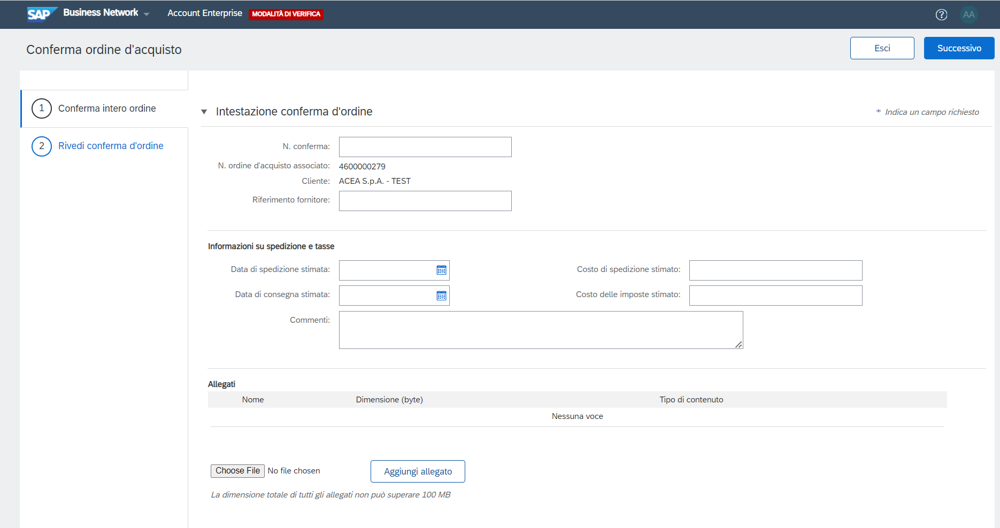 SAP Business Network Account Enterprise MODALITÀ DI VERIFICA ? AA
Conferma ordine d'acquisto Esci Successivo
1 Conferma intero ordine
2 Rivedi conferma d'ordine
▼ Intestazione conferma d'ordine
* Indica un campo richiesto
N. conferma:
N. ordine d'acquisto associato: 4600000279
Cliente: ACEA S.p.A. - TEST
Riferimento fornitore:
Informazioni su spedizione e tasse
Data di spedizione stimata: Costo di spedizione stimato:
Data di consegna stimata: Costo delle imposte stimato:
Commenti:
Allegati
Nome Dimensione (byte) Tipo di contenuto
Nessuna voce
Choose File No file chosen Aggiungi allegato
La dimensione totale di tutti gli allegati non può superare 100 MB